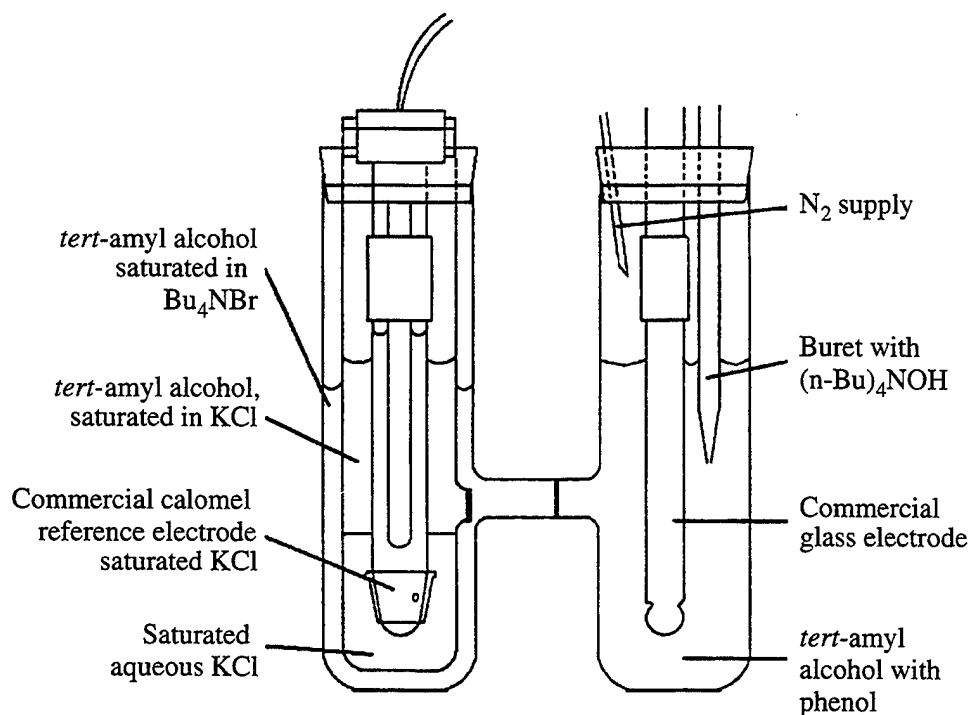 tert-amyl alcohol
saturated in
Bu₄NBr
tert-amyl alcohol,
saturated in KCl
Commercial calomel
reference electrode
saturated KCl
Saturated
aqueous KCl
N₂ supply
Buret with
(n-Bu)₄NOH
Commercial
glass electrode
tert-amyl
alcohol with
phenol